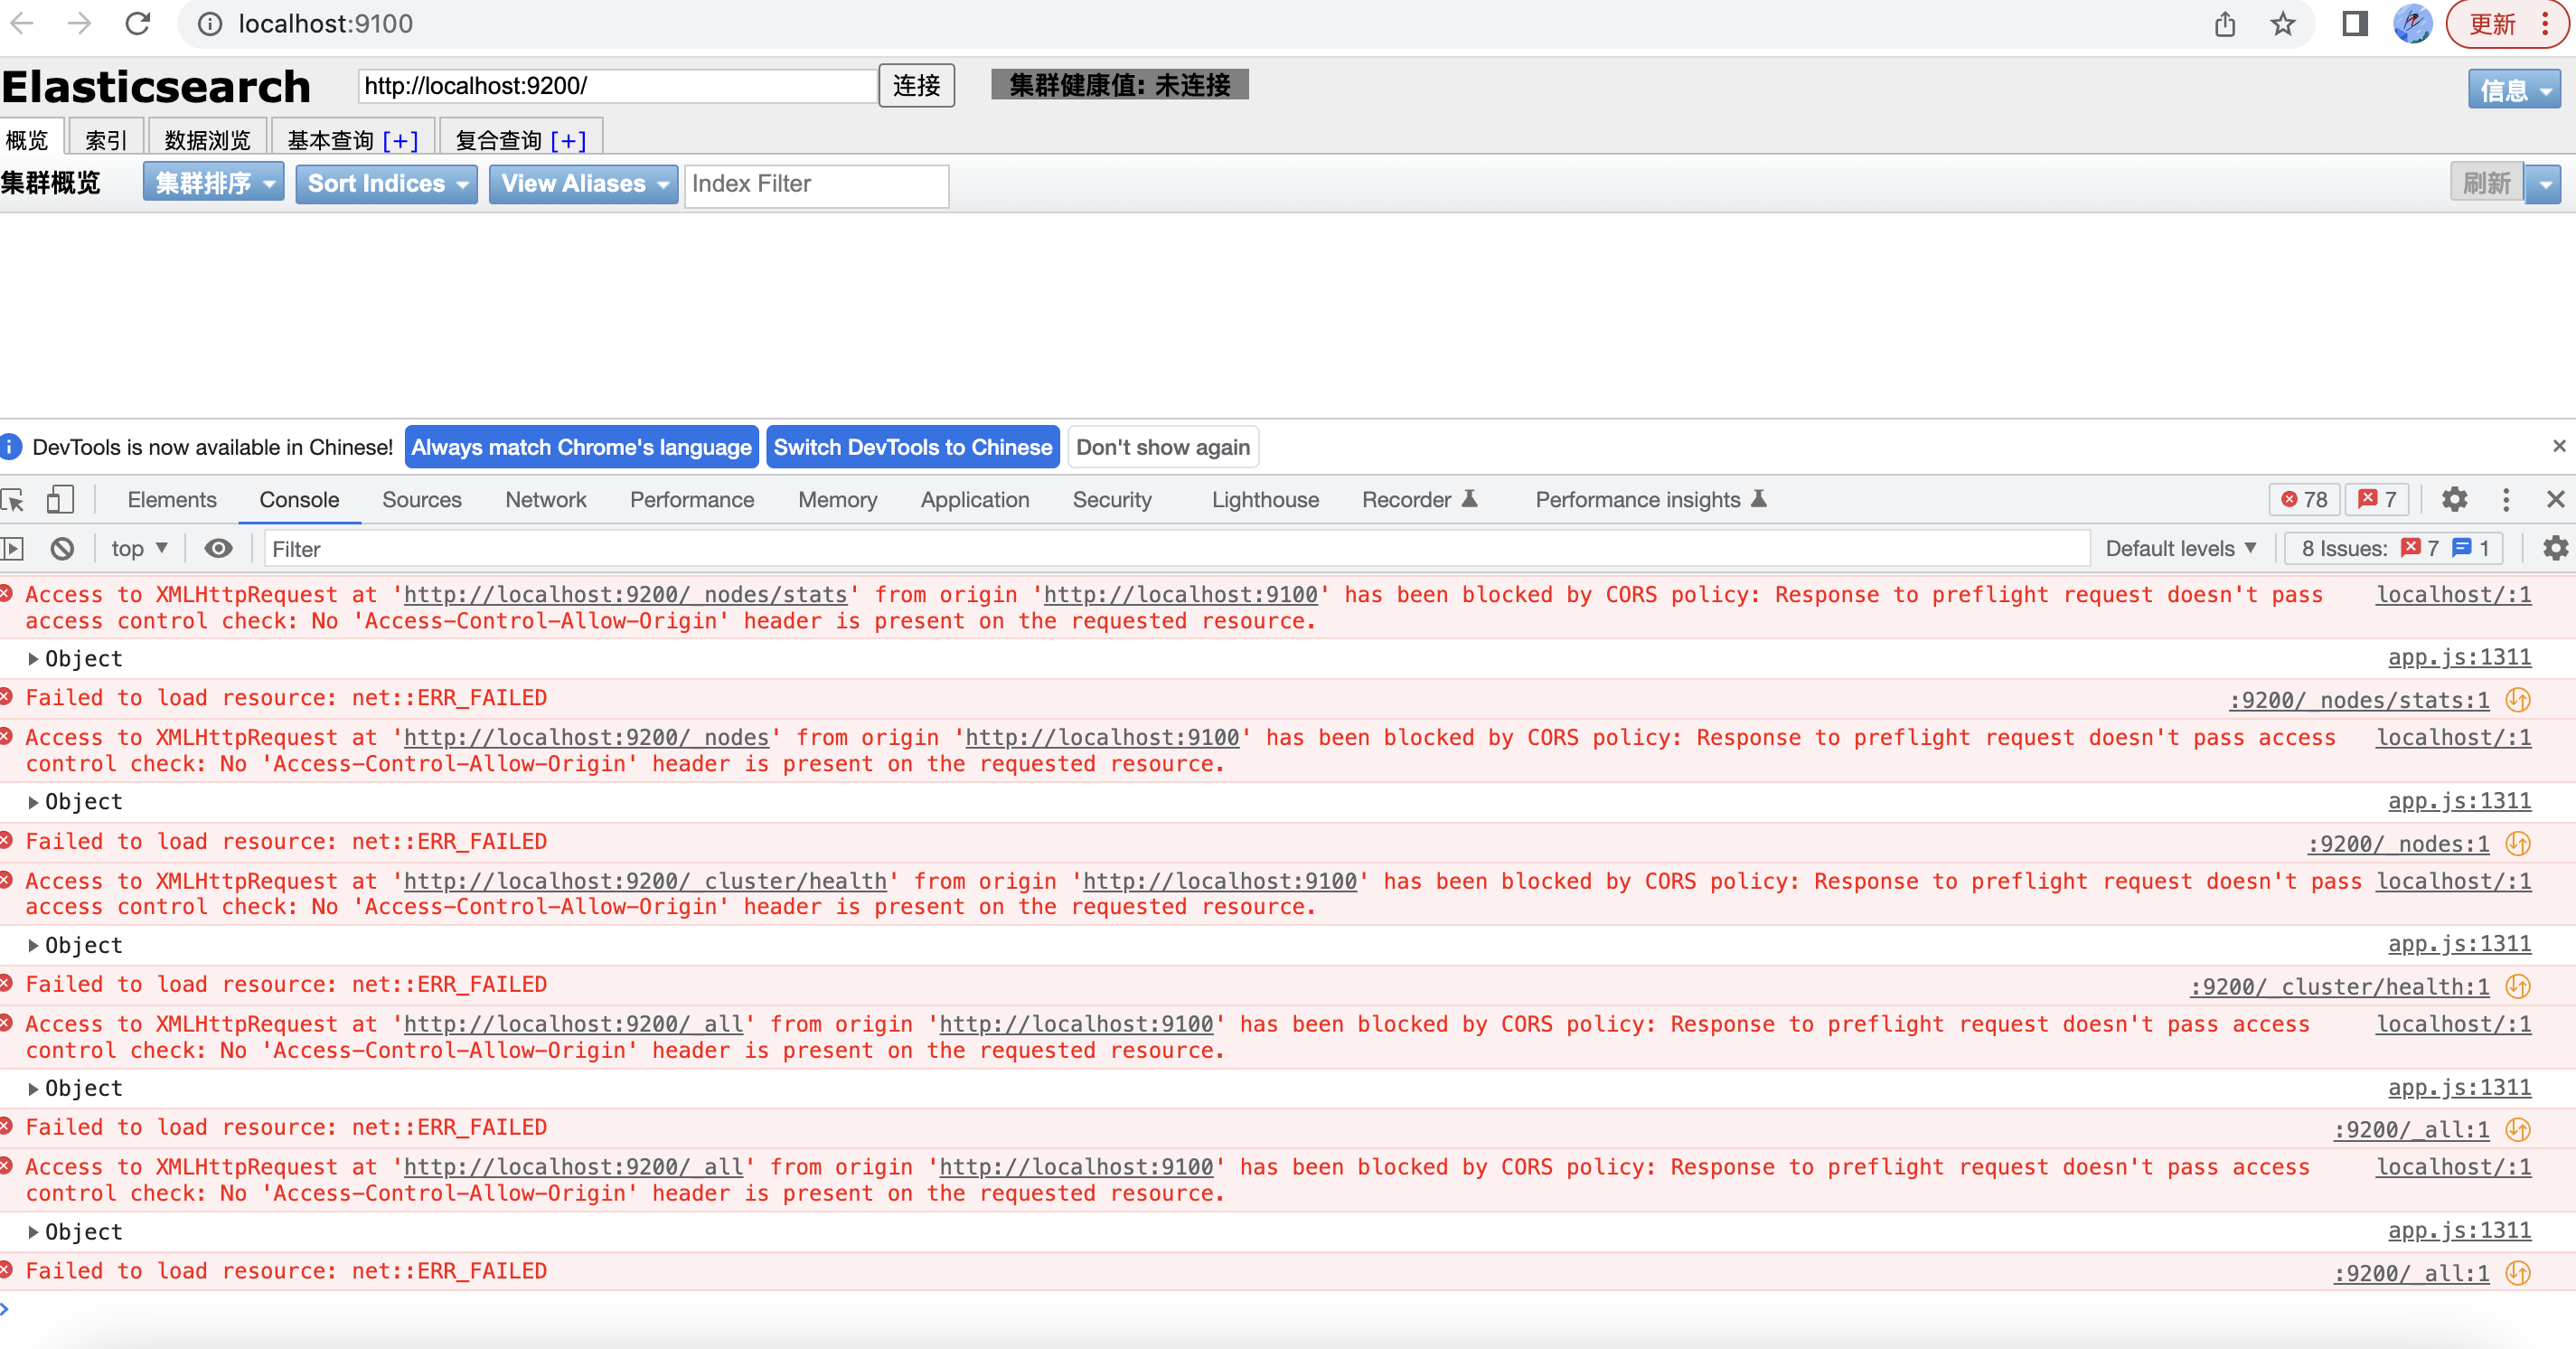 localhost:9100
更新
Elasticsearch
http://localhost:9200/
连接
集群健康值: 未连接
信息
概览
索引
数据浏览
基本查询 [+]
复合查询 [+]
集群概览
集群排序
Sort Indices
View Aliases
Index Filter
刷新
DevTools is now available in Chinese!
Always match Chrome's language
Switch DevTools to Chinese
Don't show again
Elements
Console
Sources
Network
Performance
Memory
Application
Security
Lighthouse
Recorder
Performance insights
78
7
top
Filter
Default levels
8 Issues: 7 1
Access to XMLHttpRequest at 'http://localhost:9200/_nodes/stats' from origin 'http://localhost:9100' has been blocked by CORS policy: Response to preflight request doesn't pass localhost/:1
access control check: No 'Access-Control-Allow-Origin' header is present on the requested resource.
Object app.js:1311
Failed to load resource: net::ERR_FAILED :9200/_nodes/stats:1
Access to XMLHttpRequest at 'http://localhost:9200/_nodes' from origin 'http://localhost:9100' has been blocked by CORS policy: Response to preflight request doesn't pass access localhost/:1
control check: No 'Access-Control-Allow-Origin' header is present on the requested resource.
Object app.js:1311
Failed to load resource: net::ERR_FAILED :9200/_nodes:1
Access to XMLHttpRequest at 'http://localhost:9200/_cluster/health' from origin 'http://localhost:9100' has been blocked by CORS policy: Response to preflight request doesn't pass localhost/:1
access control check: No 'Access-Control-Allow-Origin' header is present on the requested resource.
Object app.js:1311
Failed to load resource: net::ERR_FAILED :9200/_cluster/health:1
Access to XMLHttpRequest at 'http://localhost:9200/_all' from origin 'http://localhost:9100' has been blocked by CORS policy: Response to preflight request doesn't pass access localhost/:1
control check: No 'Access-Control-Allow-Origin' header is present on the requested resource.
Object app.js:1311
Failed to load resource: net::ERR_FAILED :9200/_all:1
Access to XMLHttpRequest at 'http://localhost:9200/_all' from origin 'http://localhost:9100' has been blocked by CORS policy: Response to preflight request doesn't pass access localhost/:1
control check: No 'Access-Control-Allow-Origin' header is present on the requested resource.
Object app.js:1311
Failed to load resource: net::ERR_FAILED :9200/_all:1